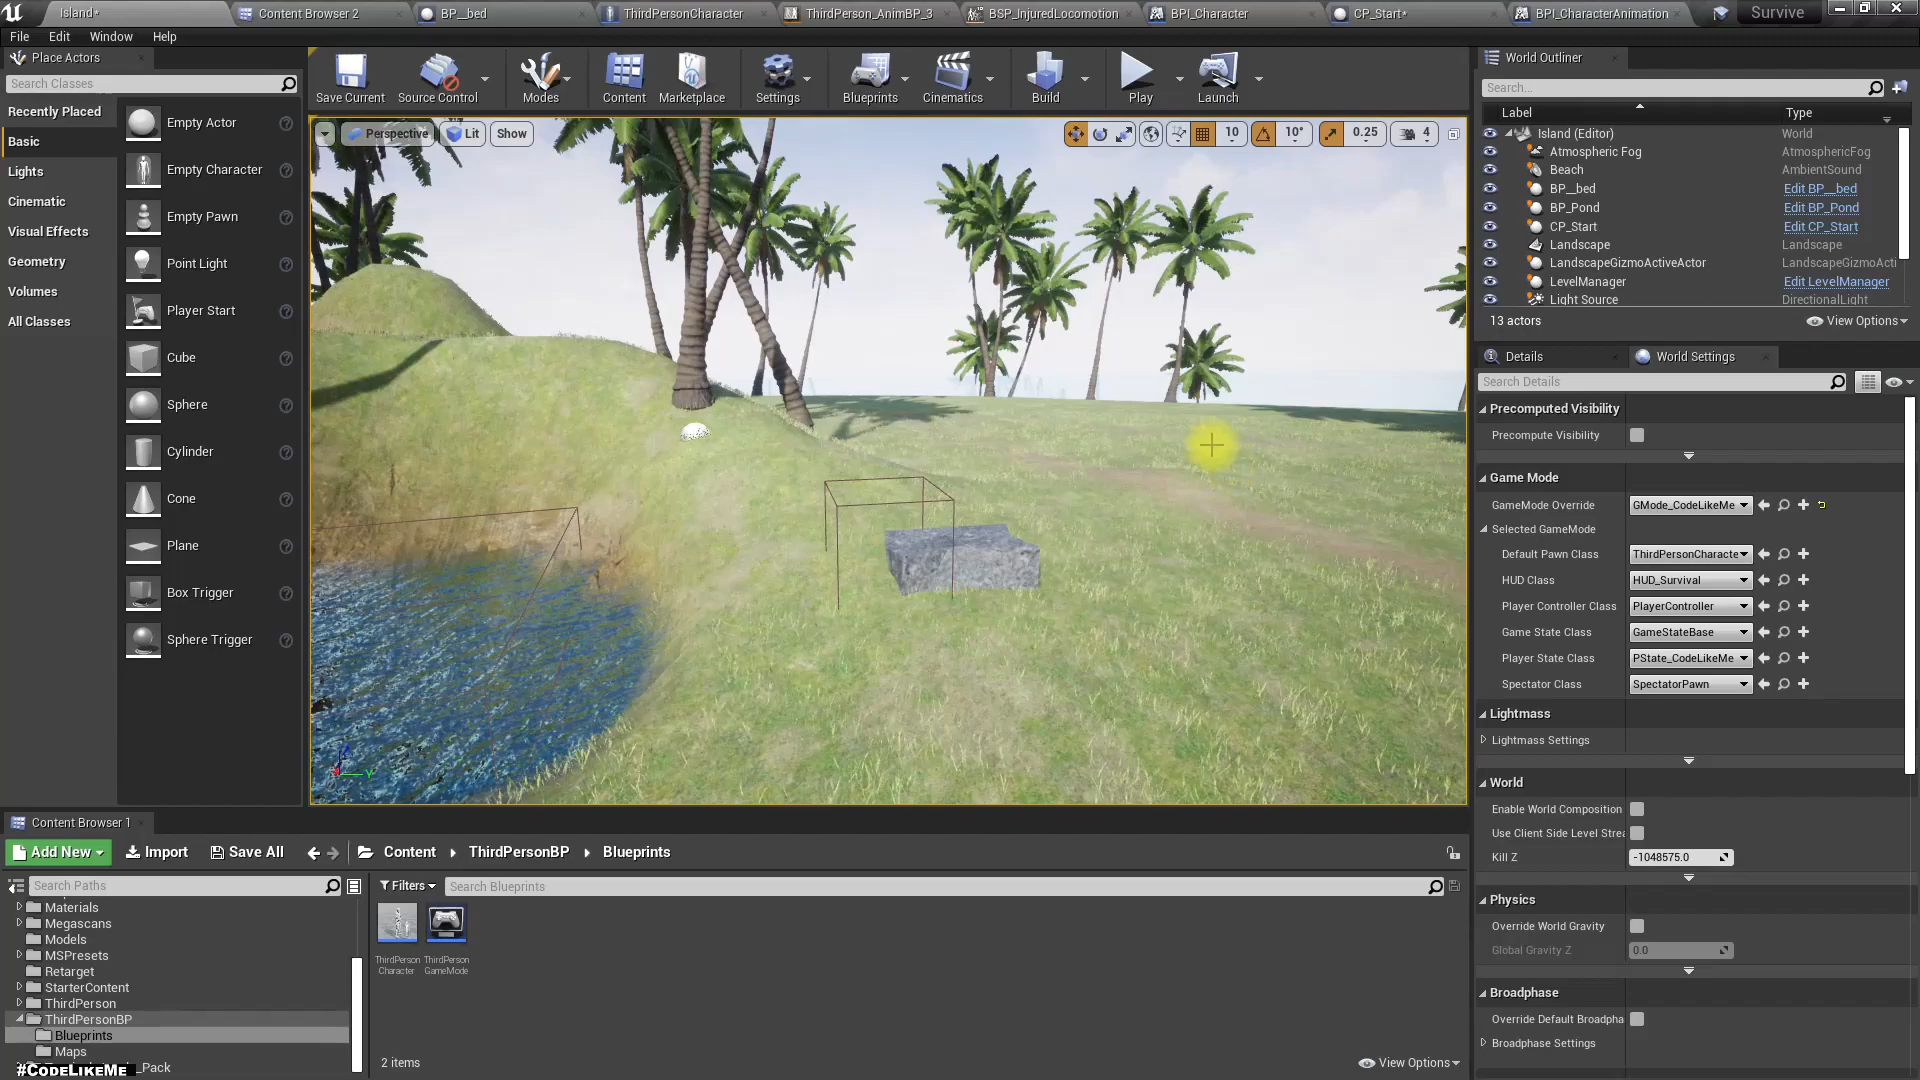 Island*
Content Browser 2
BP__bed
ThirdPersonCharacter
ThirdPerson_AnimBP_3
BSP_InjuredLocomotion
BPI_Character
CP_Start*
BPI_CharacterAnimation
Survive
File
Edit
Window
Help
Place Actors
Search Classes
Recently Placed
Basic
Lights
Cinematic
Visual Effects
Geometry
Volumes
All Classes
Empty Actor
Empty Character
Empty Pawn
Point Light
Player Start
Cube
Sphere
Cylinder
Cone
Plane
Box Trigger
Sphere Trigger
Save Current
Source Control
Modes
Content
Marketplace
Settings
Blueprints
Cinematics
Build
Play
Launch
Perspective
Lit
Show
10
10°
0.25
4
World Outliner
Search...
Label
Type
Island (Editor)
World
Atmospheric Fog
AtmosphericFog
Beach
AmbientSound
BP__bed
Edit BP__bed
BP_Pond
Edit BP_Pond
CP_Start
Edit CP_Start
Landscape
Landscape
LandscapeGizmoActiveActor
LandscapeGizmoActi
LevelManager
Edit LevelManager
Light Source
DirectionalLight
13 actors
View Options
Details
World Settings
Search Details
Precomputed Visibility
Precompute Visibility
Game Mode
GameMode Override
GMode_CodeLikeMe
Selected GameMode
Default Pawn Class
ThirdPersonCharacte
HUD Class
HUD_Survival
Player Controller Class
PlayerController
Game State Class
GameStateBase
Player State Class
PState_CodeLikeMe
Spectator Class
SpectatorPawn
Lightmass
Lightmass Settings
World
Enable World Composition
Use Client Side Level Strea
Kill Z
-1048575.0
Physics
Override World Gravity
Global Gravity Z
0.0
Broadphase
Override Default Broadpha
Broadphase Settings
Content Browser 1
Add New
Import
Save All
Content
ThirdPersonBP
Blueprints
Search Paths
Filters
Search Blueprints
Materials
Megascans
Models
MSPresets
Retarget
StarterContent
ThirdPerson
ThirdPersonBP
Blueprints
Maps
_Pack
#CodeLikeMe
ThirdPerson
Character
ThirdPerson
GameMode
2 items
View Options